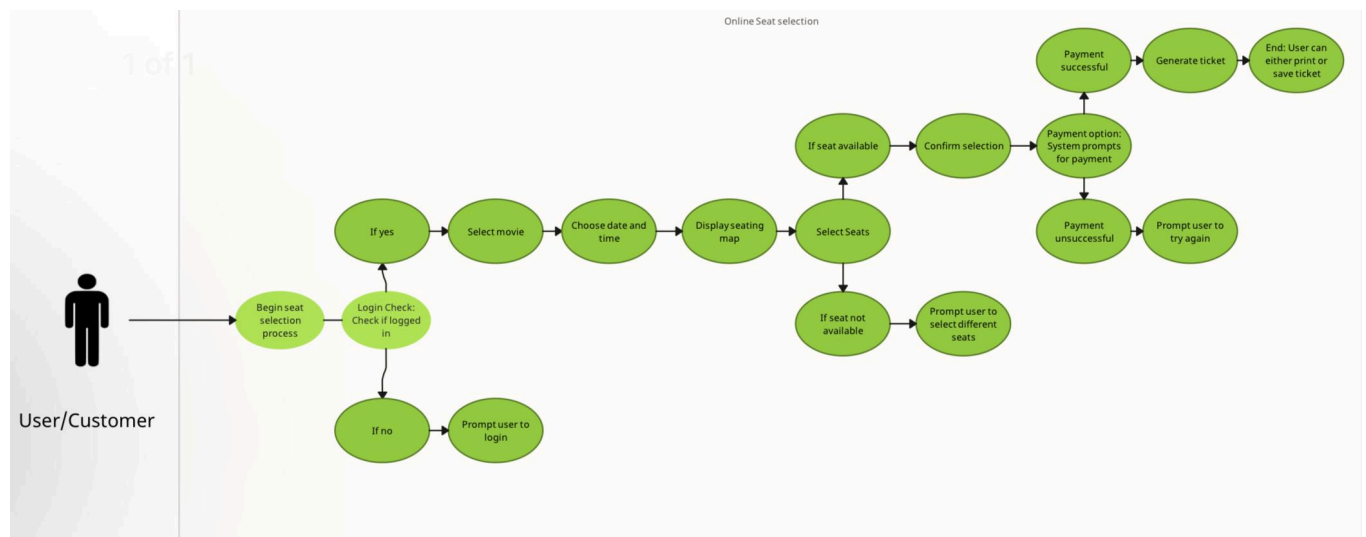 Online Seat selection
1 of 1
Payment
successful
Generate ticket
End: User can
either print or
save ticket
If seat available
Confirm selection
Payment option:
System prompts
for payment
If yes
Select movie
Choose date and
time
Display seating
map
Select Seats
Payment
unsuccessful
Prompt user to
try again
Begin seat
selection
process
Login Check:
Check if logged
in
If seat not
available
Prompt user to
select different
seats
User/Customer
If no
Prompt user to
login